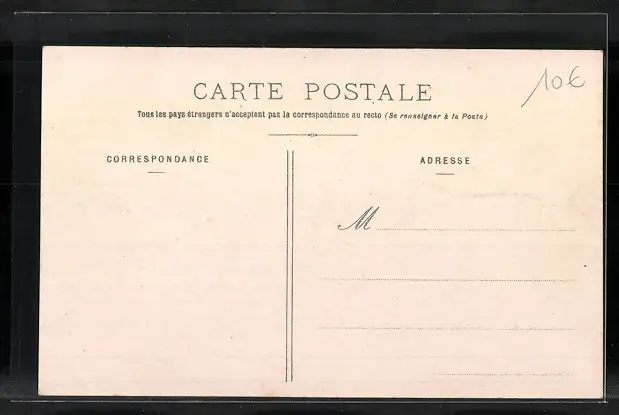 10€
CARTE POSTALE
Tous les pays étrangers n'acceptent pas la correspondance au recto (Se renseigner à la Poste)
CORRESPONDANCE
ADRESSE
M